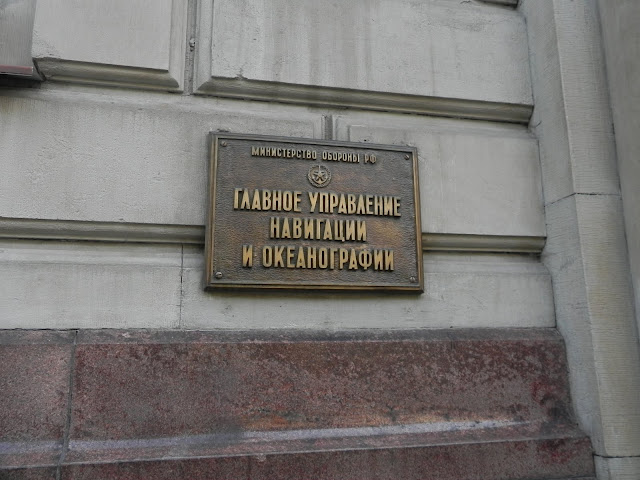 МИНИСТЕРСТВО ОБОРОНЫ РФ
ГЛАВНОЕ УПРАВЛЕНИЕ
НАВИГАЦИИ
И ОКЕАНОГРАФИИ